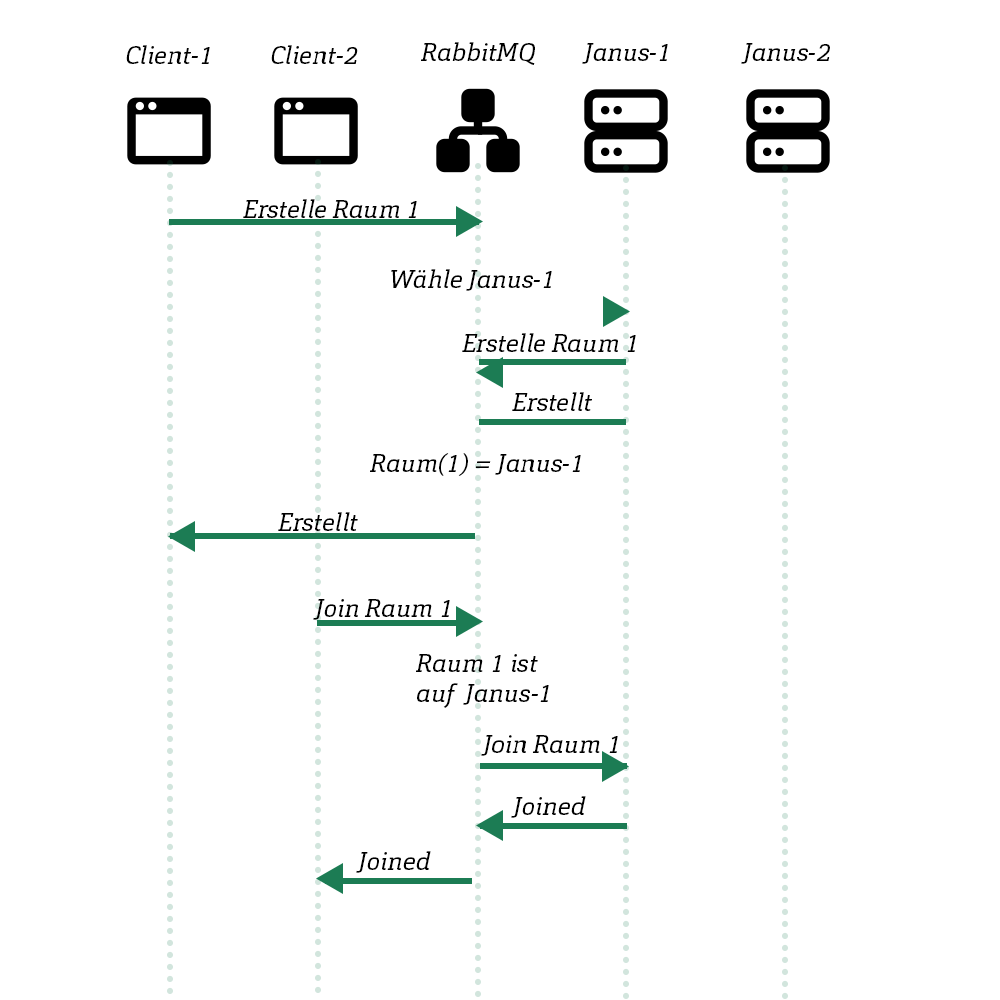 Client-1
Client-2
RabbitMQ
Janus-1
Janus-2
Erstelle Raum 1
Wähle Janus-1
Erstelle Raum 1
Erstellt
Raum(1) = Janus-1
Erstellt
Join Raum 1
Raum 1 ist
auf Janus-1
Join Raum 1
Joined
Joined